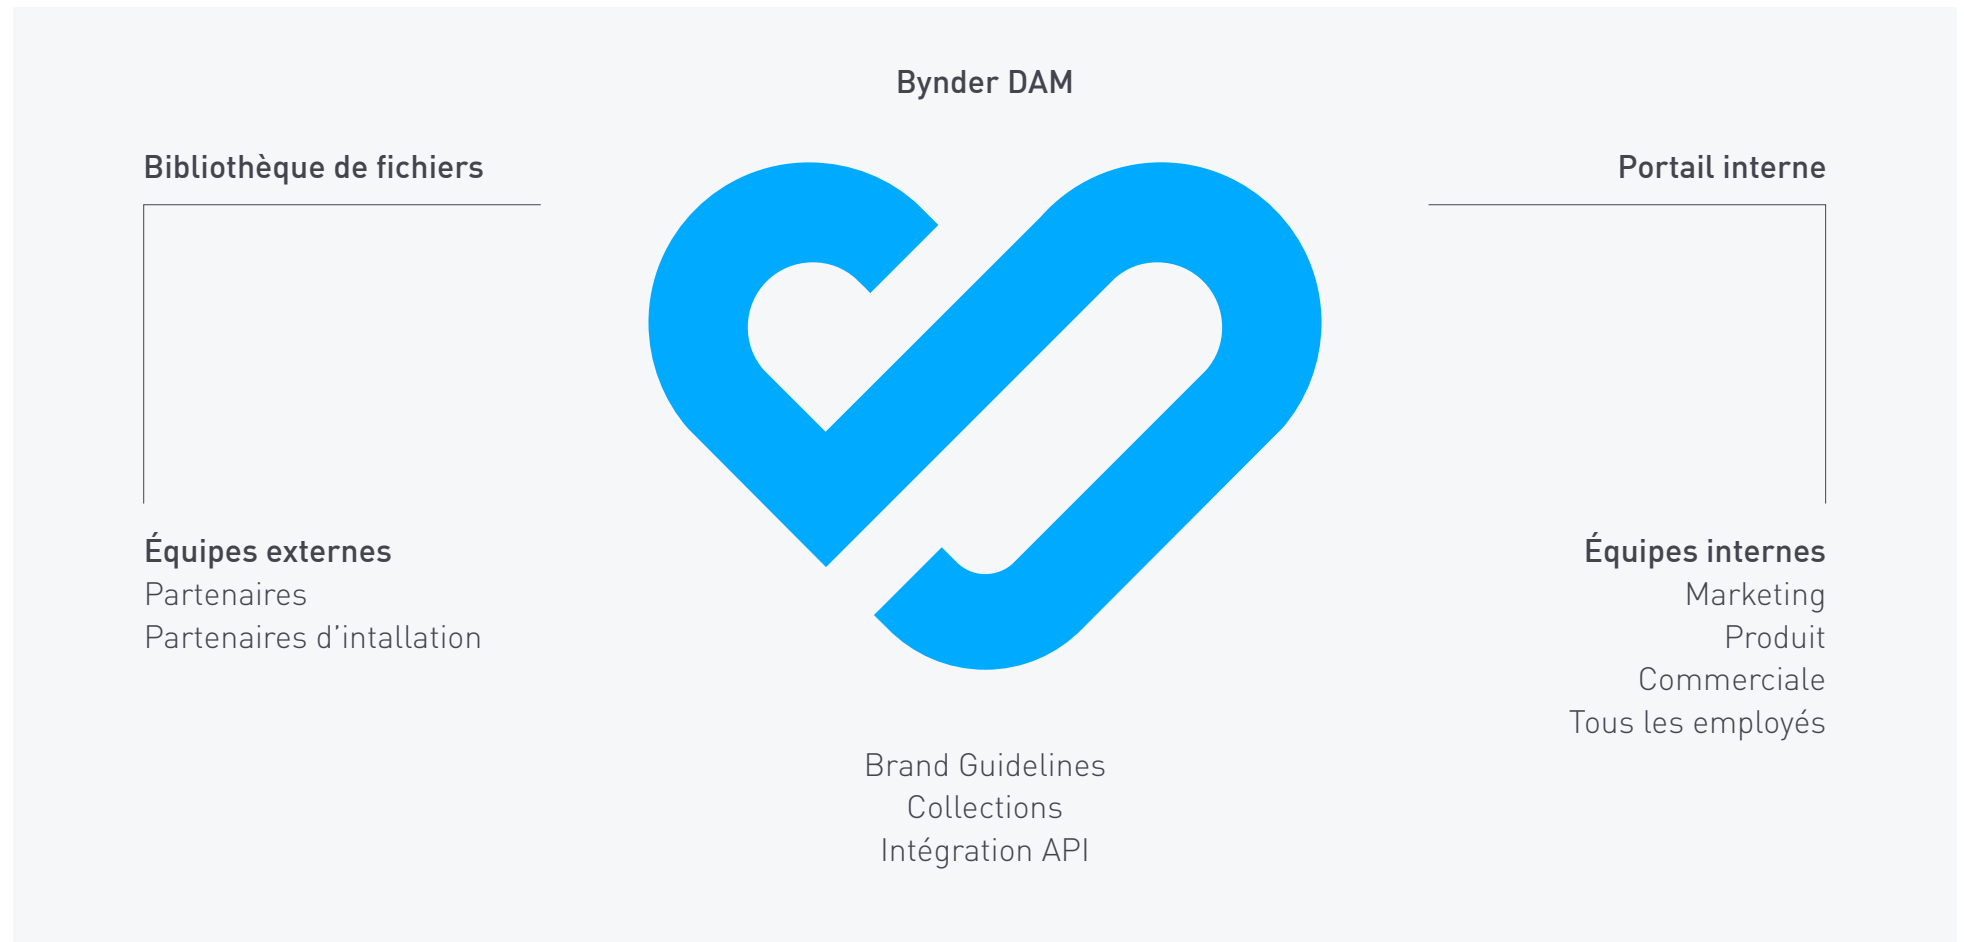 Bynder DAM
Bibliothèque de fichiers
Portail interne
Équipes externes
Partenaires
Partenaires d’intallation
Équipes internes
Marketing
Produit
Commerciale
Tous les employés
Brand Guidelines
Collections
Intégration API